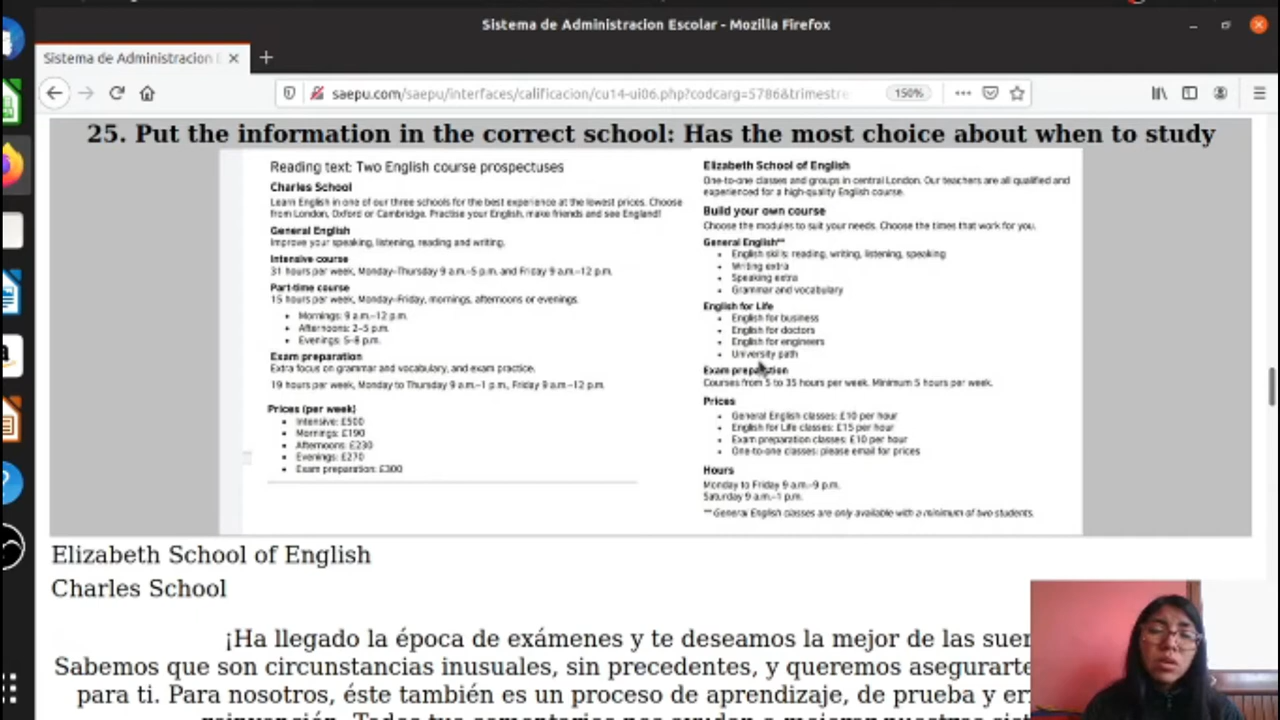 Sistema de Administracion Escolar - Mozilla Firefox
Sistema de Administracion
saepu.com/saepu/interfaces/calificacion/cu14-ui06.php?codcarg=5786&trimestre
150%
25. Put the information in the correct school: Has the most choice about when to study
Reading text: Two English course prospectuses
Charles School
Learn English in one of our three schools for the best experience at the lowest prices. Choose
from London, Oxford or Cambridge. Practise your English, make friends and see England!
General English
Improve your speaking, listening, reading and writing.
Intensive course
31 hours per week, Monday–Thursday 9 a.m.–5 p.m. and Friday 9 a.m.–12 p.m.
Part-time course
15 hours per week, Monday–Friday, mornings, afternoons or evenings.
• Mornings: 9 a.m.–12 p.m.
• Afternoons: 2–5 p.m.
• Evenings: 5–8 p.m.
Exam preparation
Extra focus on grammar and vocabulary, and exam practice.
19 hours per week, Monday to Thursday 9 a.m.–1 p.m., Friday 9 a.m.–12 p.m.
Prices (per week)
• Intensive: £500
• Mornings: £190
• Afternoons: £230
• Evenings: £270
• Exam preparation: £300
Elizabeth School of English
One-to-one classes and groups in central London. Our teachers are all qualified and
experienced for a high-quality English course.
Build your own course
Choose the modules to suit your needs. Choose the times that work for you.
General English**
• English skills: reading, writing, listening, speaking
• Writing extra
• Speaking extra
• Grammar and vocabulary
English for Life
• English for business
• English for doctors
• English for engineers
• University path
Exam preparation
Courses from 5 to 35 hours per week. Minimum 5 hours per week.
Prices
• General English classes: £10 per hour
• English for Life classes: £15 per hour
• Exam preparation classes: £10 per hour
• One-to-one classes: please email for prices
Hours
Monday to Friday 9 a.m.–9 p.m.
Saturday 9 a.m.–1 p.m.
** General English classes are only available with a minimum of two students.
Elizabeth School of English
Charles School
¡Ha llegado la época de exámenes y te deseamos la mejor de las suer
Sabemos que son circunstancias inusuales, sin precedentes, y queremos asegurarte
para ti. Para nosotros, éste también es un proceso de aprendizaje, de prueba y er